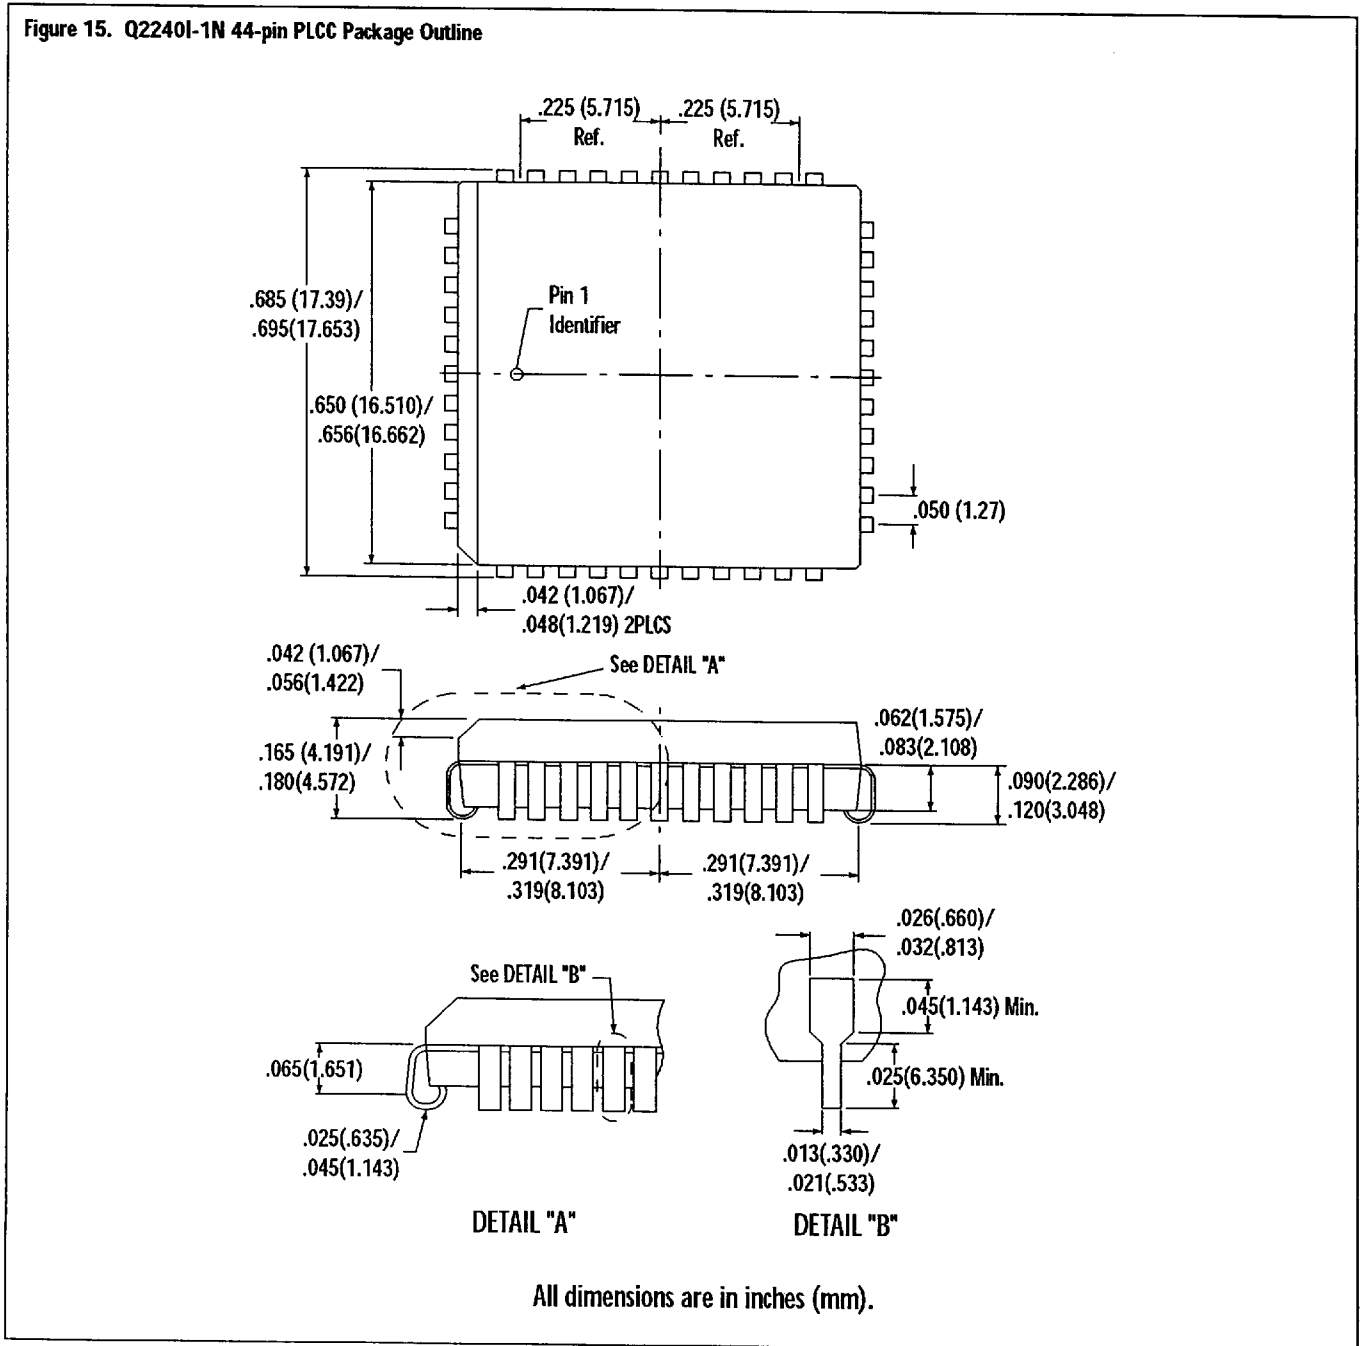 Figure 15. Q2240I-1N 44-pin PLCC Package Outline
.225 (5.715)
Ref.
.225 (5.715)
Ref.
.685 (17.39)/
.695(17.653)
Pin 1
Identifier
.650 (16.510)/
.656(16.662)
.050 (1.27)
.042 (1.067)/
.048(1.219) 2PLCS
.042 (1.067)/
.056(1.422)
See DETAIL "A"
.165 (4.191)/
.180(4.572)
.062(1.575)/
.083(2.108)
.090(2.286)/
.120(3.048)
.291(7.391)/
.319(8.103)
.291(7.391)/
.319(8.103)
.026(.660)/
.032(.813)
See DETAIL "B"
.045(1.143) Min.
.065(1.651)
.025(6.350) Min.
.025(.635)/
.045(1.143)
.013(.330)/
.021(.533)
DETAIL "A"
DETAIL "B"
All dimensions are in inches (mm).